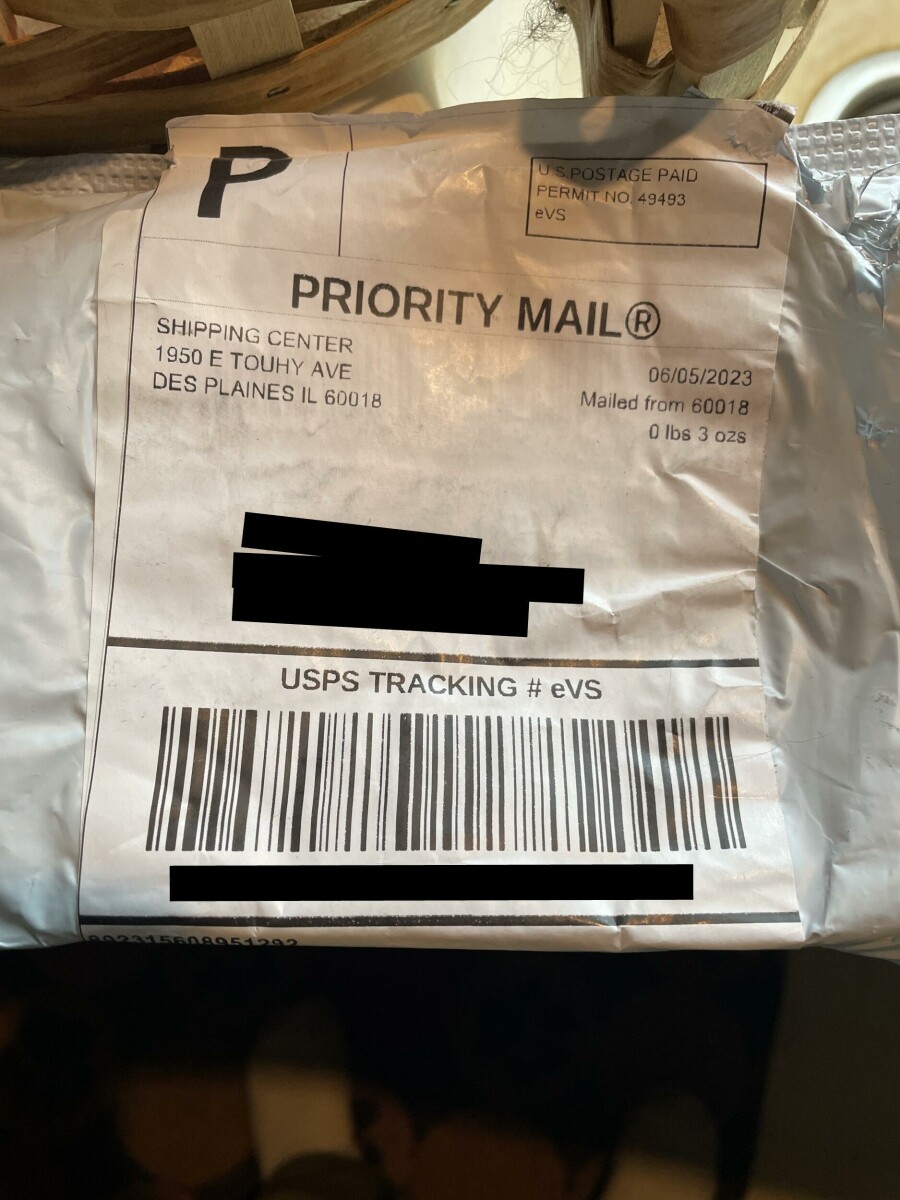 P
U.S.POSTAGE PAID
PERMIT NO. 49493
eVS
PRIORITY MAIL®
SHIPPING CENTER
1950 E TOUHY AVE
DES PLAINES IL 60018
06/05/2023
Mailed from 60018
0 lbs 3 ozs
USPS TRACKING # eVS